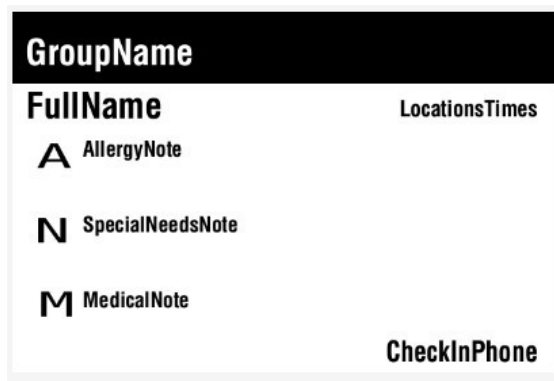 GroupName
FullName LocationsTimes
A AllergyNote
N SpecialNeedsNote
M MedicalNote
CheckInPhone